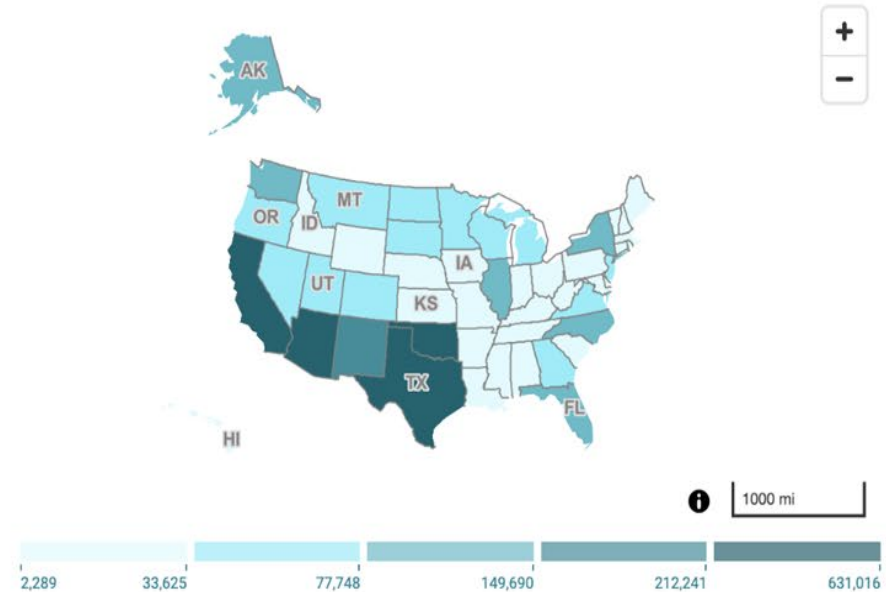 +
AK
−
MT
OR
ID
IA
UT
KS
TX
FL
HI
1000 mi
2,289 33,625 77,748 149,690 212,241 631,016